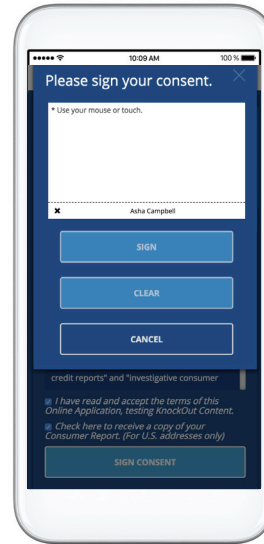 10:09 AM
100 %
Please sign your consent.
* Use your mouse or touch.
Asha Campbell
SIGN
CLEAR
CANCEL
credit reports" and "investigative consumer
I have read and accept the terms of this
Online Application, testing KnockOut Content.
Check here to receive a copy of your
Consumer Report. (For U.S. addresses only)
SIGN CONSENT